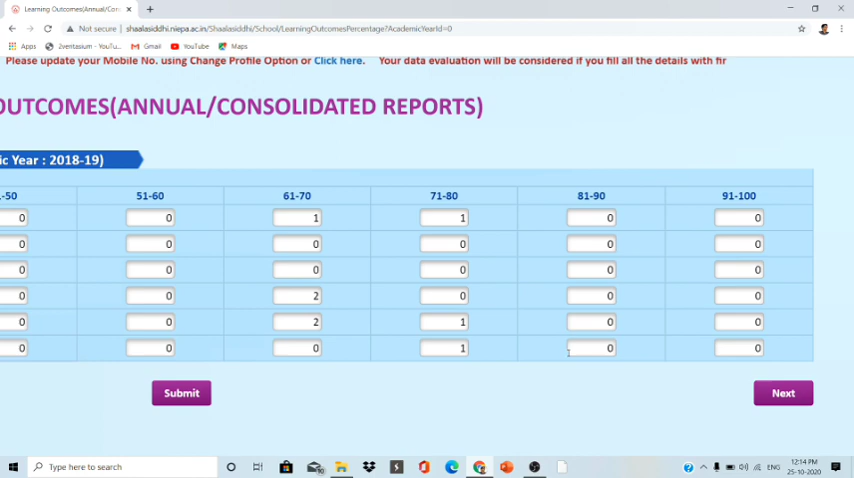 Learning Outcomes(Annual/Con:
Not secure | shaalasiddhi.niepa.ac.in/Shaalasiddhi/School/LearningOutcomesPercentage?AcademicYearId=0
Apps 2veritasium - YouTu... Gmail YouTube Maps
Please update your Mobile No. using Change Profile Option or Click here. Your data evaluation will be considered if you fill all the details with fir
OUTCOMES(ANNUAL/CONSOLIDATED REPORTS)
ic Year : 2018-19)
-50 51-60 61-70 71-80 81-90 91-100
0 0 1 1 0 0
0 0 0 0 0 0
0 0 0 0 0 0
0 0 2 0 0 0
0 0 2 1 0 0
0 0 0 1 0 0
Submit Next
Type here to search
ENG
12:14 PM
25-10-2020